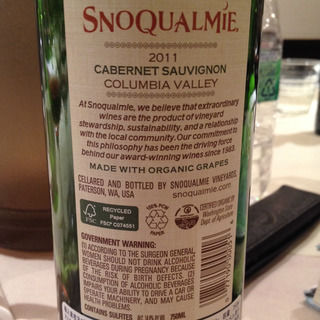 SNOQUALMIE.
2011
CABERNET SAUVIGNON
COLUMBIA VALLEY
At Snoqualmie, we believe that extraordinary
wines are the product of vineyard
stewardship, sustainability, and a relationship
with the local community. Our commitment to
this philosophy has been the driving force
behind our award-winning wines since 1983.
MADE WITH ORGANIC GRAPES
CELLARED AND BOTTLED BY SNOQUALMIE VINEYARDS,
PATERSON, WA, USA
snoqualmie.com
FSC
RECYCLED
Paper
FSC® C074551
100% PCR
CERTIFIED ORGANIC BY
Washington State
Dept. of Agriculture
GOVERNMENT WARNING:
(1) ACCORDING TO THE SURGEON GENERAL,
WOMEN SHOULD NOT DRINK ALCOHOLIC
BEVERAGES DURING PREGNANCY BECAUSE
OF THE RISK OF BIRTH DEFECTS. (2)
CONSUMPTION OF ALCOHOLIC BEVERAGES
IMPAIRS YOUR ABILITY TO DRIVE A CAR OR
OPERATE MACHINERY, AND MAY CAUSE
HEALTH PROBLEMS.
CONTAINS SULFITES
750ML